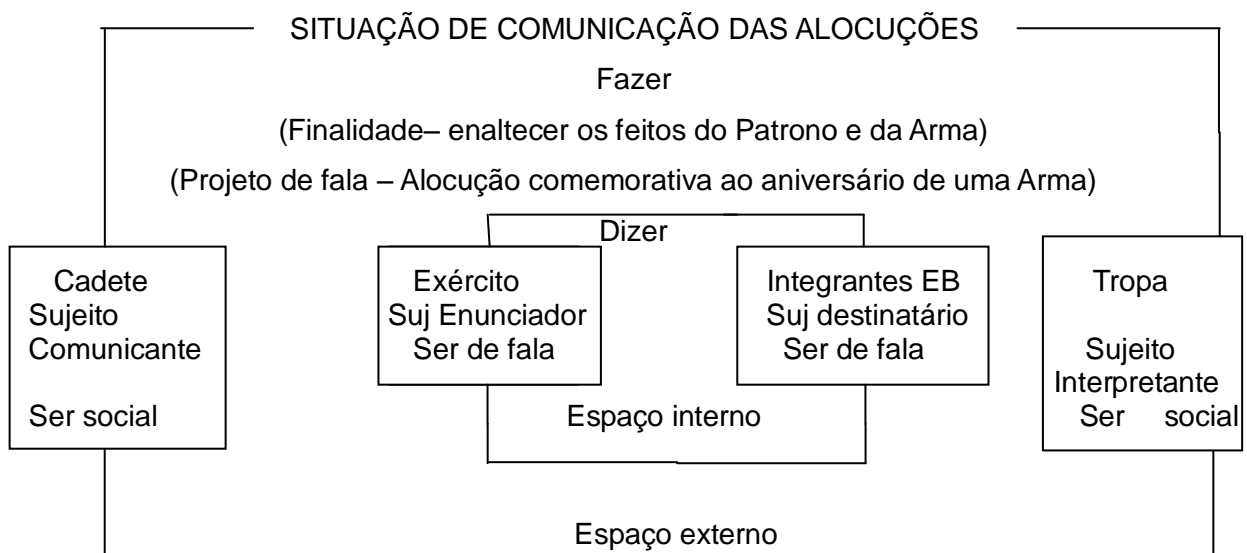 SITUAÇÃO DE COMUNICAÇÃO DAS ALOCUÇÕES
Fazer
(Finalidade– enaltecer os feitos do Patrono e da Arma)
(Projeto de fala – Alocução comemorativa ao aniversário de uma Arma)
Dizer
Cadete
Sujeito
Comunicante
Ser social
Exército
Suj Enunciador
Ser de fala
Integrantes EB
Suj destinatário
Ser de fala
Tropa
Sujeito
Interpretante
Ser social
Espaço interno
Espaço externo